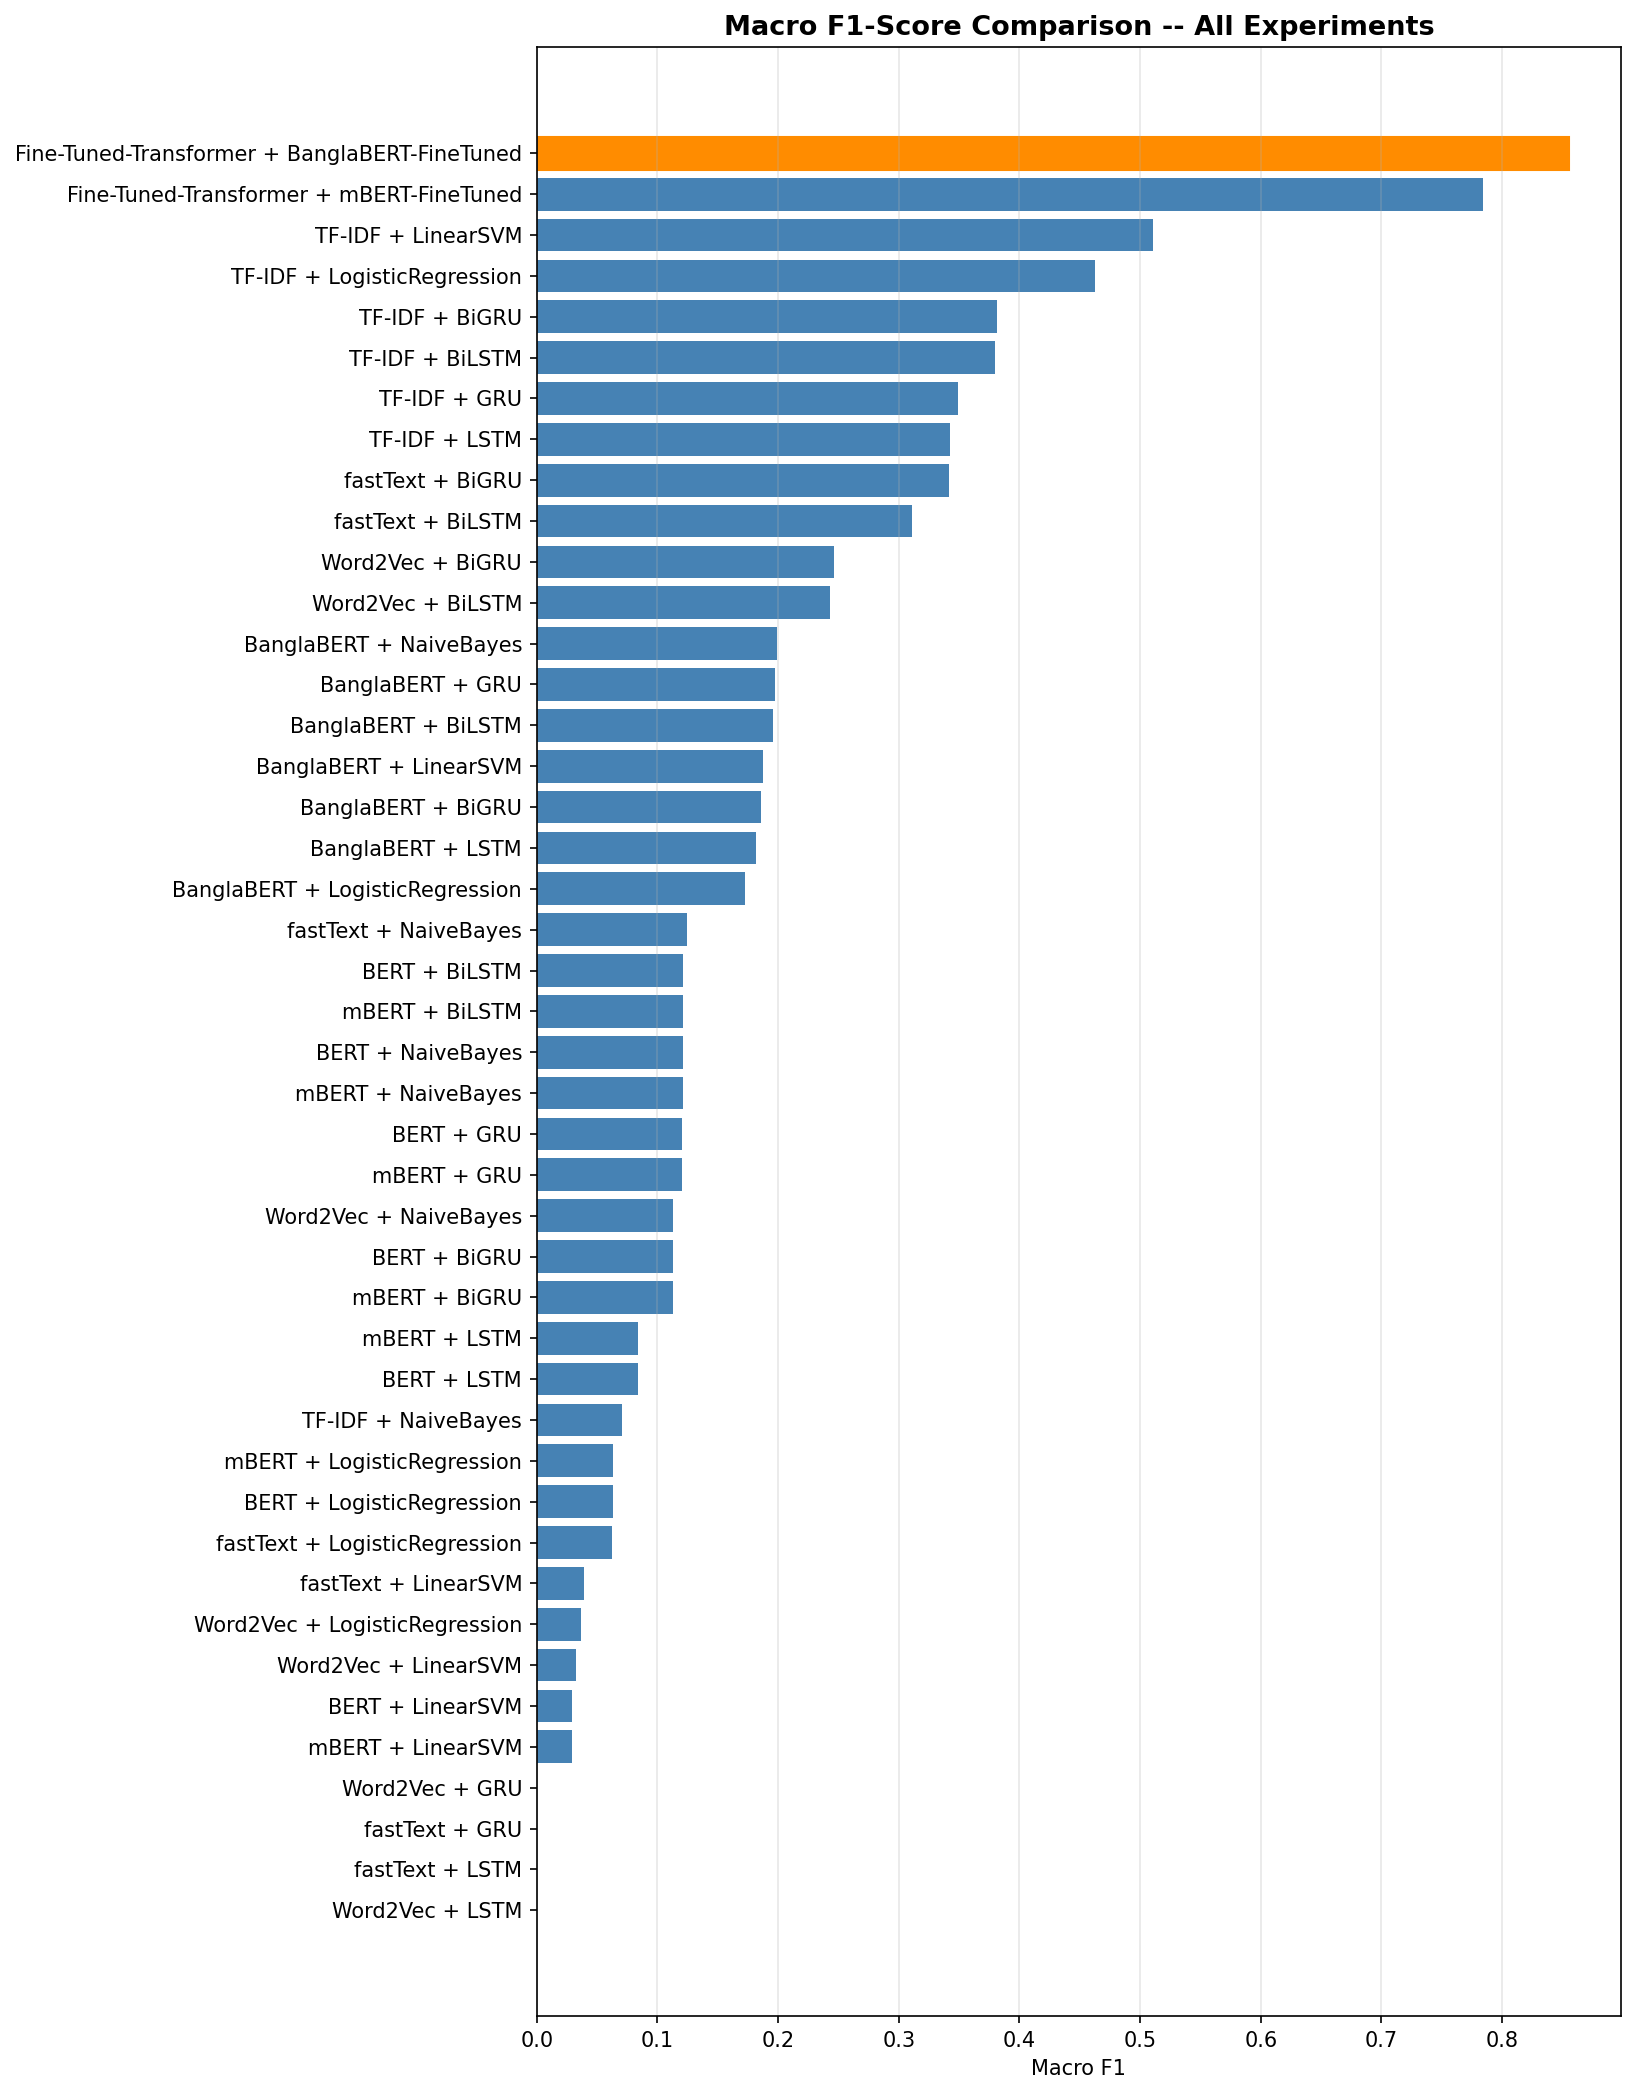 Macro F1-Score Comparison -- All Experiments
Fine-Tuned-Transformer + BanglaBERT-FineTuned
Fine-Tuned-Transformer + mBERT-FineTuned
TF-IDF + LinearSVM
TF-IDF + LogisticRegression
TF-IDF + BiGRU
TF-IDF + BiLSTM
TF-IDF + GRU
TF-IDF + LSTM
fastText + BiGRU
fastText + BiLSTM
Word2Vec + BiGRU
Word2Vec + BiLSTM
BanglaBERT + NaiveBayes
BanglaBERT + GRU
BanglaBERT + BiLSTM
BanglaBERT + LinearSVM
BanglaBERT + BiGRU
BanglaBERT + LSTM
BanglaBERT + LogisticRegression
fastText + NaiveBayes
BERT + BiLSTM
mBERT + BiLSTM
BERT + NaiveBayes
mBERT + NaiveBayes
BERT + GRU
mBERT + GRU
Word2Vec + NaiveBayes
BERT + BiGRU
mBERT + BiGRU
mBERT + LSTM
BERT + LSTM
TF-IDF + NaiveBayes
mBERT + LogisticRegression
BERT + LogisticRegression
fastText + LogisticRegression
fastText + LinearSVM
Word2Vec + LogisticRegression
Word2Vec + LinearSVM
BERT + LinearSVM
mBERT + LinearSVM
Word2Vec + GRU
fastText + GRU
fastText + LSTM
Word2Vec + LSTM
0.0 0.1 0.2 0.3 0.4 0.5 0.6 0.7 0.8
Macro F1